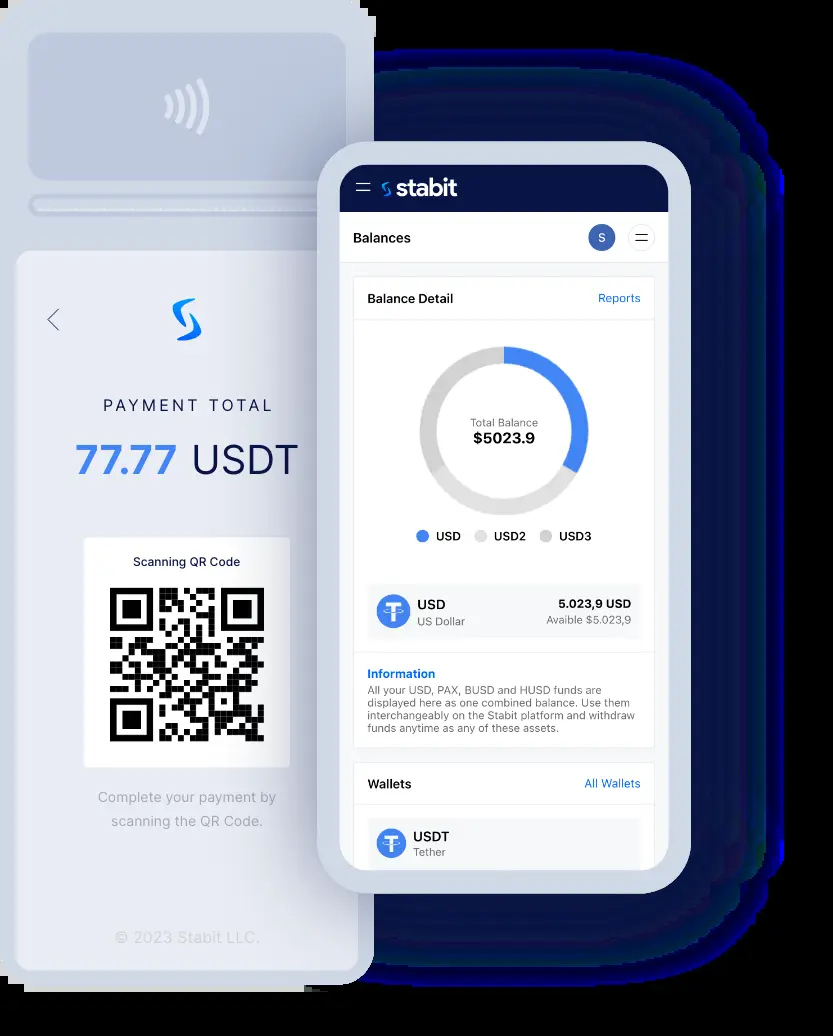 PAYMENT TOTAL
77.77 USDT
Scanning QR Code
Complete your payment by
scanning the QR Code.
© 2023 Stabit LLC.
stabit
Balances
S
Balance Detail
Reports
Total Balance
$5023.9
USD
USD2
USD3
USD
US Dollar
5.023,9 USD
Avaible $5.023,9
Information
All your USD, PAX, BUSD and HUSD funds are
displayed here as one combined balance. Use them
interchangeably on the Stabit platform and withdraw
funds anytime as any of these assets.
Wallets
All Wallets
USDT
Tether